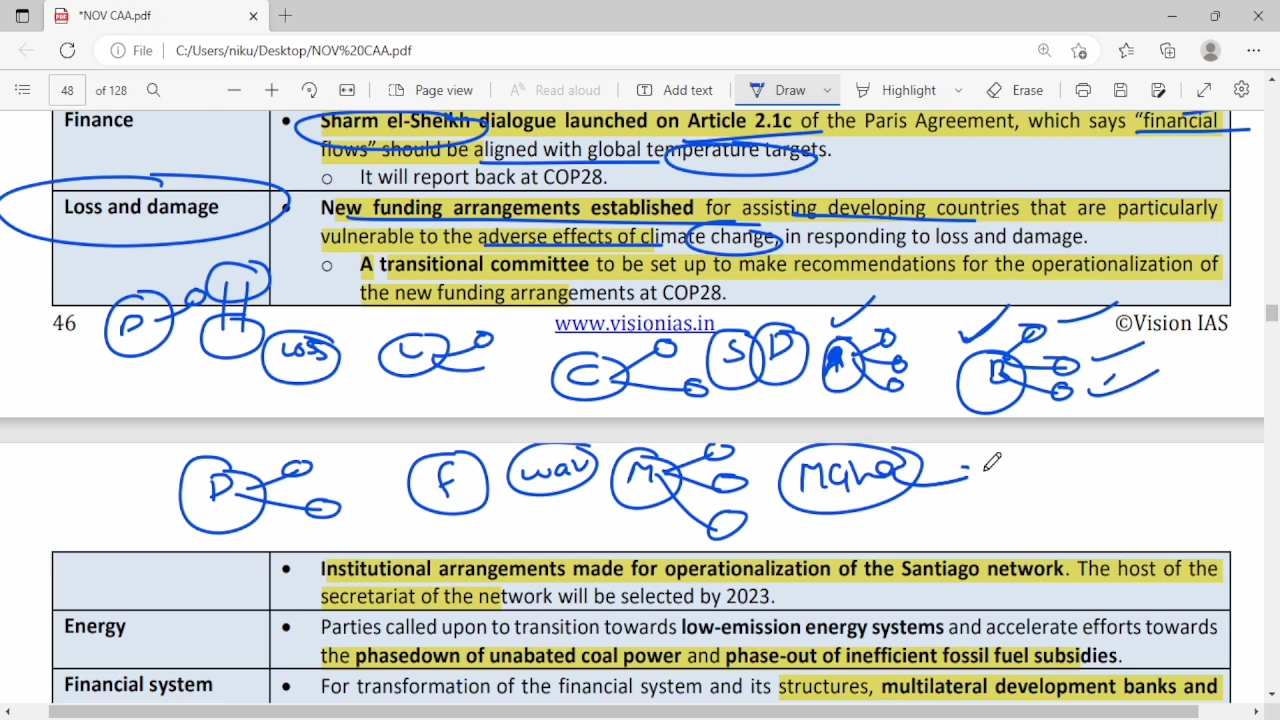 *NOV CAA.pdf
File
C:/Users/niku/Desktop/NOV%20CAA.pdf
48 of 128
Page view
Read aloud
Add text
Draw
Highlight
Erase
Finance
• Sharm el-Sheikh dialogue launched on Article 2.1c of the Paris Agreement, which says “financial
flows” should be aligned with global temperature targets.
o It will report back at COP28.
Loss and damage
• New funding arrangements established for assisting developing countries that are particularly
vulnerable to the adverse effects of climate change, in responding to loss and damage.
o A transitional committee to be set up to make recommendations for the operationalization of
the new funding arrangements at COP28.
46
www.visionias.in
©Vision IAS
D
H
Loss
L
C
S
D
A
B
D
F
wav
M
Maha
• Institutional arrangements made for operationalization of the Santiago network. The host of the
secretariat of the network will be selected by 2023.
Energy
• Parties called upon to transition towards low-emission energy systems and accelerate efforts towards
the phasedown of unabated coal power and phase-out of inefficient fossil fuel subsidies.
Financial system
• For transformation of the financial system and its structures, multilateral development banks and